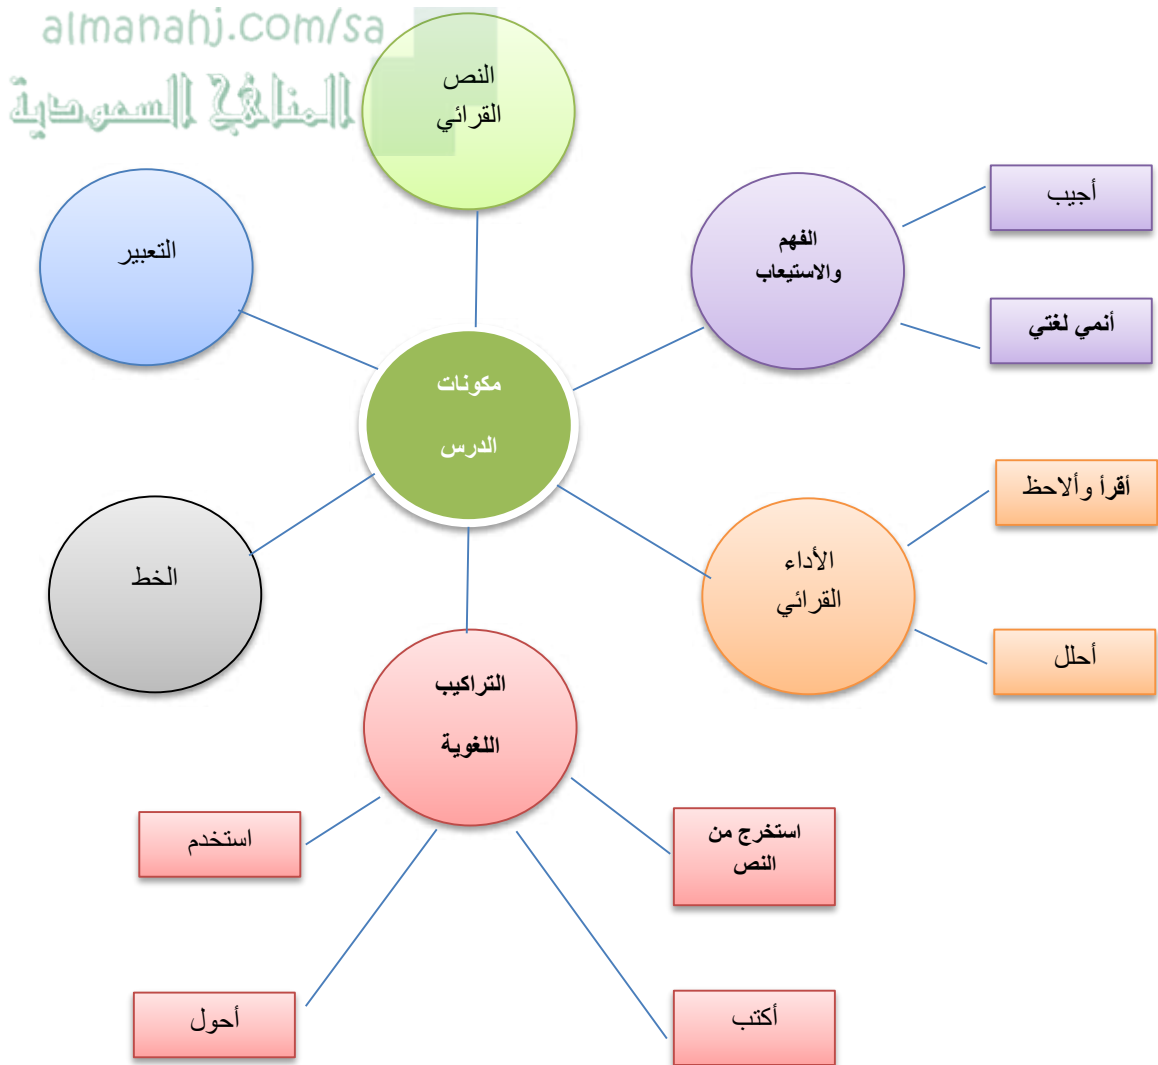 almanahj.com/sa
المناهج السعودية
النص
القرائي
التعبير
الفهم
والاستيعاب
أجيب
أنمي لغتي
مكونات
الدرس
أقرأ وألاحظ
الأداء
القرائي
أحلل
الخط
التراكيب
اللغوية
استخدم
استخرج من
النص
أحول
أكتب